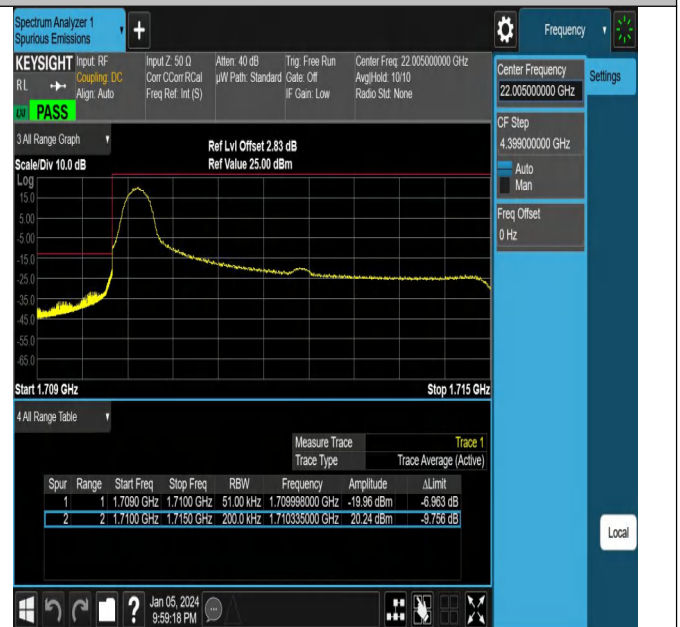 Spectrum Analyzer 1
Spurious Emissions
+
Frequency
KEYSIGHT Input: RF Input Z: 50 Ω Atten: 40 dB Trig: Free Run Center Freq: 22.005000000 GHz
RL Coupling: DC Corr CCorr RCal µW Path: Standard Gate: Off Avg|Hold: 10/10
Align: Auto Freq Ref: Int (S) IF Gain: Low Radio Std: None
LXI PASS
Center Frequency
22.005000000 GHz
Settings
CF Step
4.399000000 GHz
Auto
Man
Freq Offset
0 Hz
3 All Range Graph
Ref Lvl Offset 2.83 dB
Scale/Div 10.0 dB Ref Value 25.00 dBm
Log
15.0
5.00
-5.00
-15.0
-25.0
-35.0
-45.0
-55.0
-65.0
Start 1.709 GHz Stop 1.715 GHz
4 All Range Table
Measure Trace Trace 1
Trace Type Trace Average (Active)
Spur Range Start Freq Stop Freq RBW Frequency Amplitude ΔLimit
1 1 1.7090 GHz 1.7100 GHz 51.00 kHz 1.709998000 GHz -19.96 dBm -6.963 dB
2 2 1.7100 GHz 1.7150 GHz 200.0 kHz 1.710335000 GHz 20.24 dBm -9.756 dB
Local
? Jan 05, 2024
9:59:18 PM